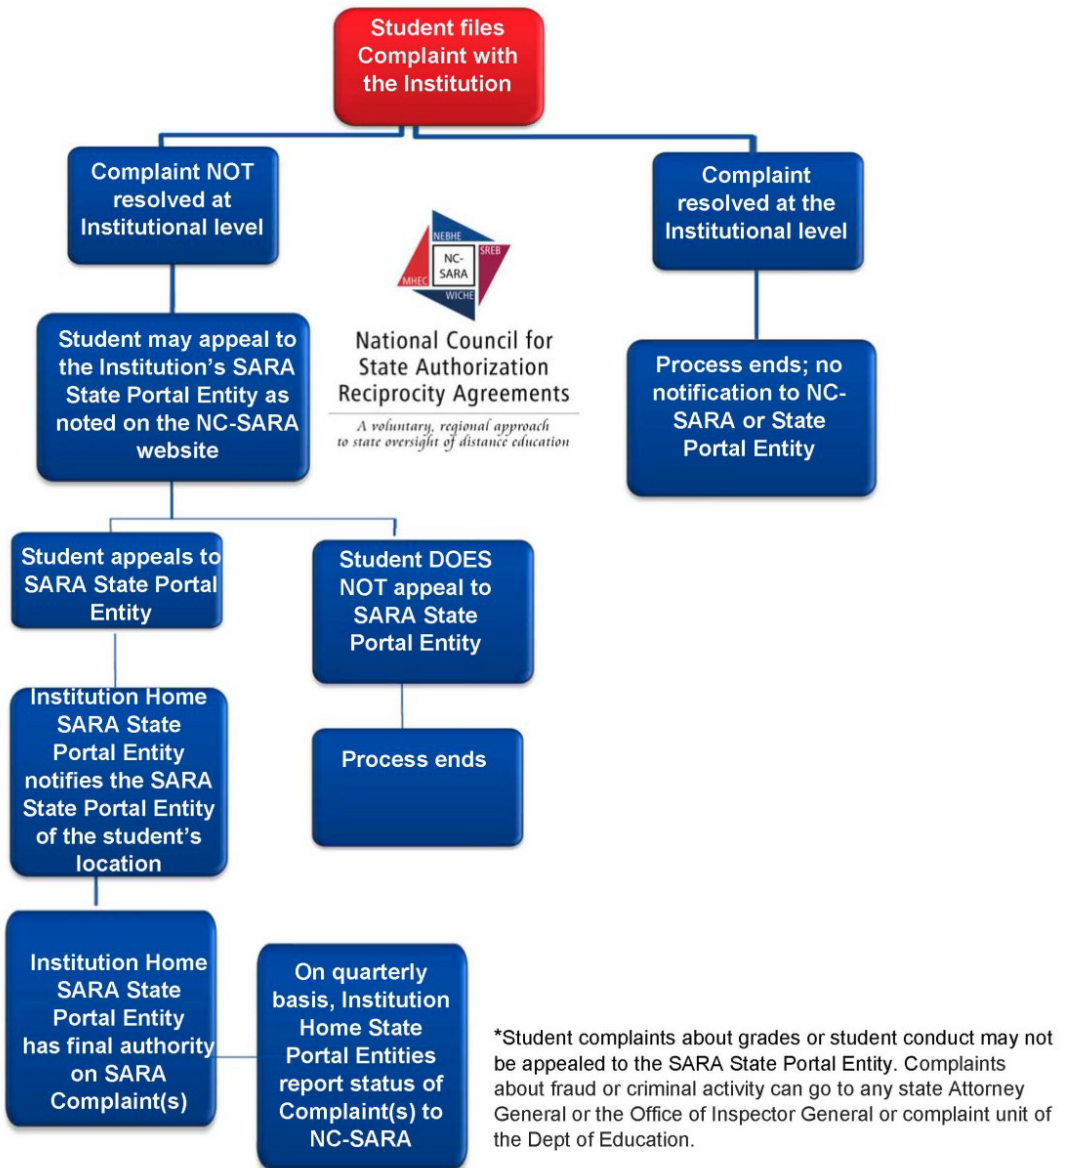 Student files
Complaint with
the Institution
Complaint NOT
resolved at
Institutional level
Complaint
resolved at the
Institutional level
NEBHE
SREB
NC-
SARA
MHEC
WICHE
National Council for
State Authorization
Reciprocity Agreements
A voluntary, regional approach
to state oversight of distance education
Student may appeal to
the Institution's SARA
State Portal Entity as
noted on the NC-SARA
website
Process ends; no
notification to NC-
SARA or State
Portal Entity
Student appeals to
SARA State Portal
Entity
Student DOES
NOT appeal to
SARA State
Portal Entity
Institution Home
SARA State
Portal Entity
notifies the SARA
State Portal Entity
of the student's
location
Process ends
Institution Home
SARA State
Portal Entity
has final authority
on SARA
Complaint(s)
On quarterly
basis, Institution
Home State
Portal Entities
report status of
Complaint(s) to
NC-SARA
*Student complaints about grades or student conduct may not
be appealed to the SARA State Portal Entity. Complaints
about fraud or criminal activity can go to any state Attorney
General or the Office of Inspector General or complaint unit of
the Dept of Education.